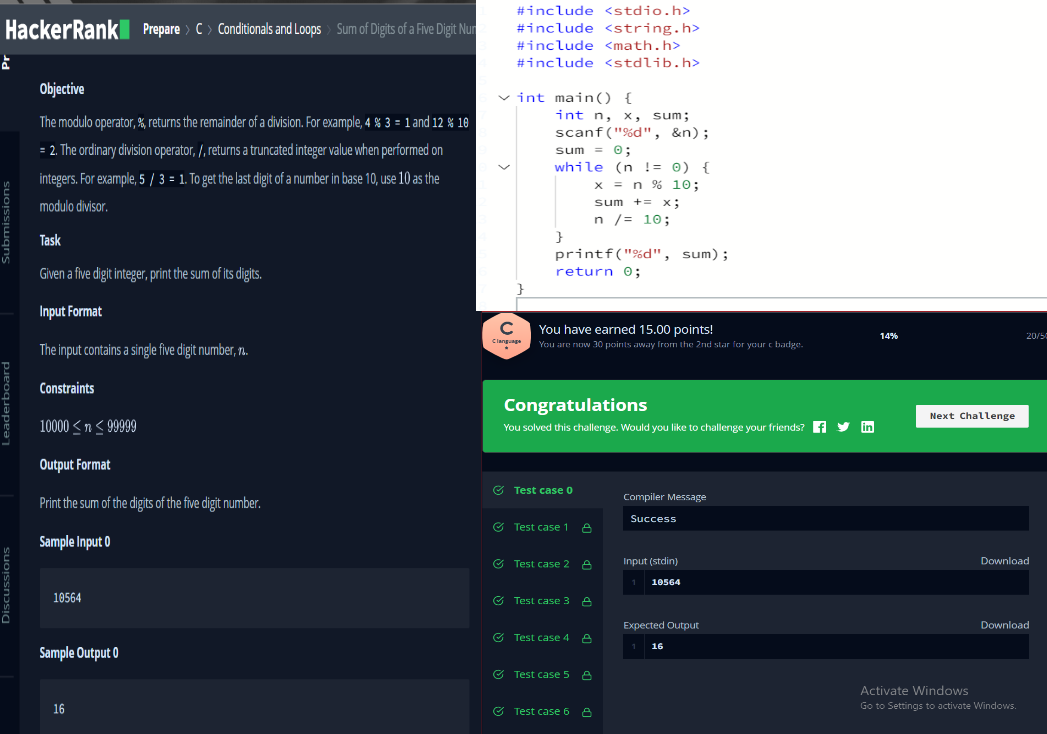 HackerRank
Prepare > C > Conditionals and Loops > Sum of Digits of a Five Digit Num
Submissions
Leaderboard
Discussions
Objective
The modulo operator, %, returns the remainder of a division. For example, 4 % 3 = 1 and 12 % 10
= 2. The ordinary division operator, /, returns a truncated integer value when performed on
integers. For example, 5 / 3 = 1. To get the last digit of a number in base 10, use 10 as the
modulo divisor.
Task
Given a five digit integer, print the sum of its digits.
Input Format
The input contains a single five digit number, n.
Constraints
10000 ≤ n ≤ 99999
Output Format
Print the sum of the digits of the five digit number.
Sample Input 0
10564
Sample Output 0
16
#include <stdio.h>
#include <string.h>
#include <math.h>
#include <stdlib.h>
int main() {
int n, x, sum;
scanf("%d", &n);
sum = 0;
while (n != 0) {
x = n % 10;
sum += x;
n /= 10;
}
printf("%d", sum);
return 0;
}
C
C language
You have earned 15.00 points!
You are now 30 points away from the 2nd star for your c badge.
14%
20/50
Congratulations
You solved this challenge. Would you like to challenge your friends?
Next Challenge
Test case 0
Test case 1
Test case 2
Test case 3
Test case 4
Test case 5
Test case 6
Compiler Message
Success
Input (stdin)
Download
1 10564
Expected Output
Download
1 16
Activate Windows
Go to Settings to activate Windows.